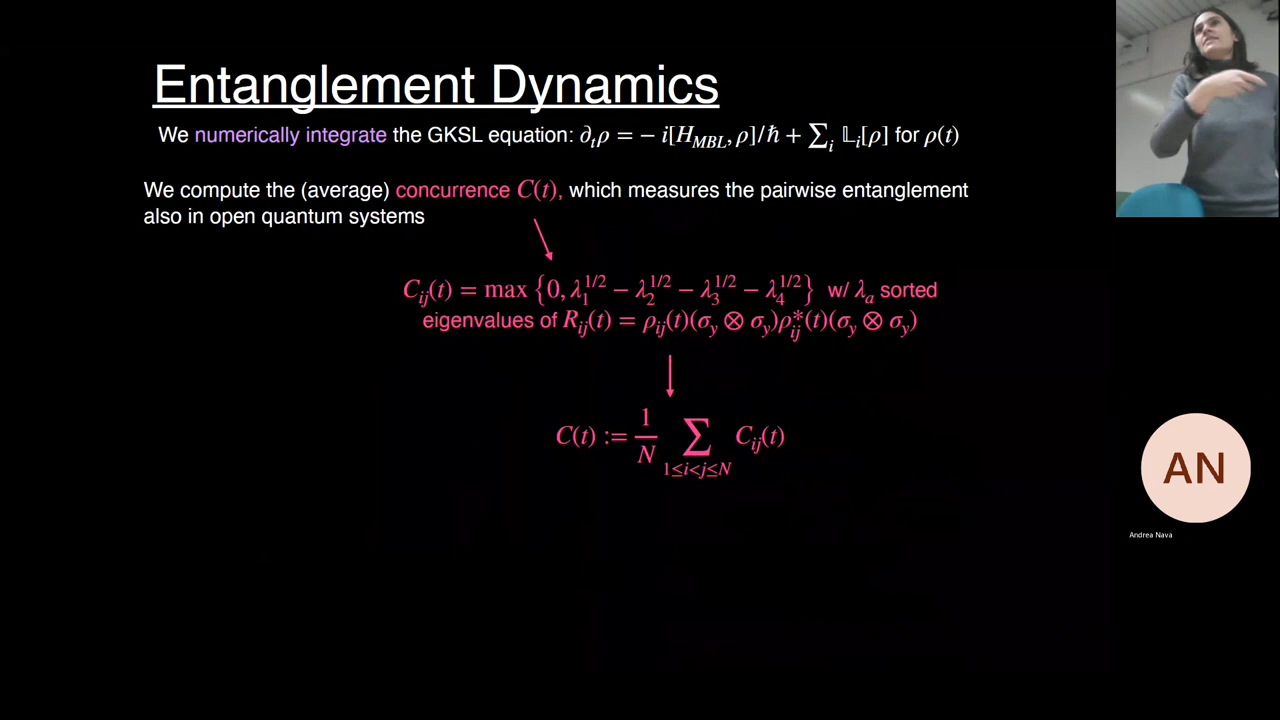 Entanglement Dynamics
We numerically integrate the GKSL equation: ∂ₜρ = − i[H_MBL, ρ]/ħ + ∑ᵢ 𝕃ᵢ[ρ] for ρ(t)
We compute the (average) concurrence C(t), which measures the pairwise entanglement
also in open quantum systems
C_ij(t) = max {0, λ₁^1/2 − λ₂^1/2 − λ₃^1/2 − λ₄^1/2} w/ λₐ sorted
eigenvalues of R_ij(t) = ρ_ij(t)(σ_y ⊗ σ_y)ρ*_ij(t)(σ_y ⊗ σ_y)
C(t) := 1/N ∑_{1≤i<j≤N} C_ij(t)
AN
Andrea Nava